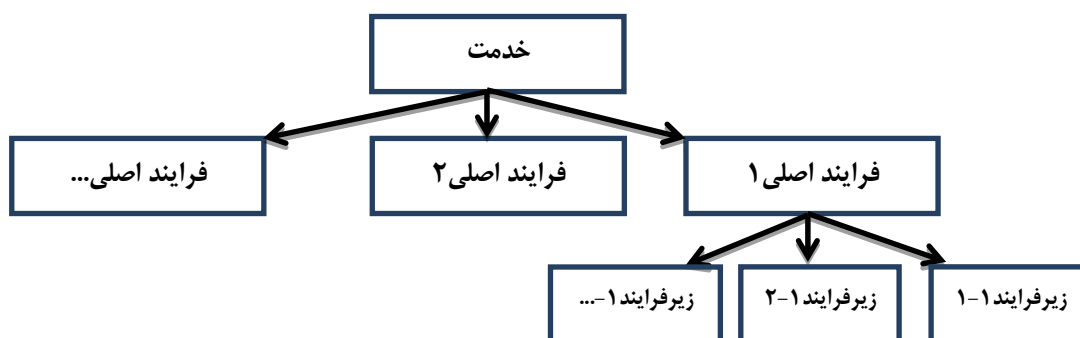 خدمت
فرایند اصلی۱
فرایند اصلی۲
فرایند اصلی...
زیرفرایند۱-۱
زیرفرایند۱-۲
زیرفرایند۱-...